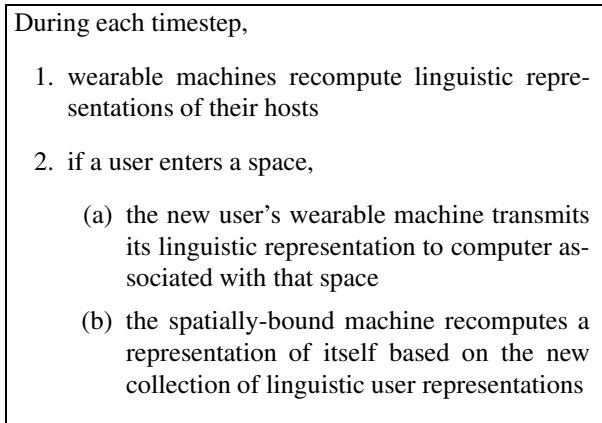 During each timestep,
1. wearable machines recompute linguistic repre-
sentations of their hosts
2. if a user enters a space,
(a) the new user's wearable machine transmits
its linguistic representation to computer as-
sociated with that space
(b) the spatially-bound machine recomputes a
representation of itself based on the new
collection of linguistic user representations